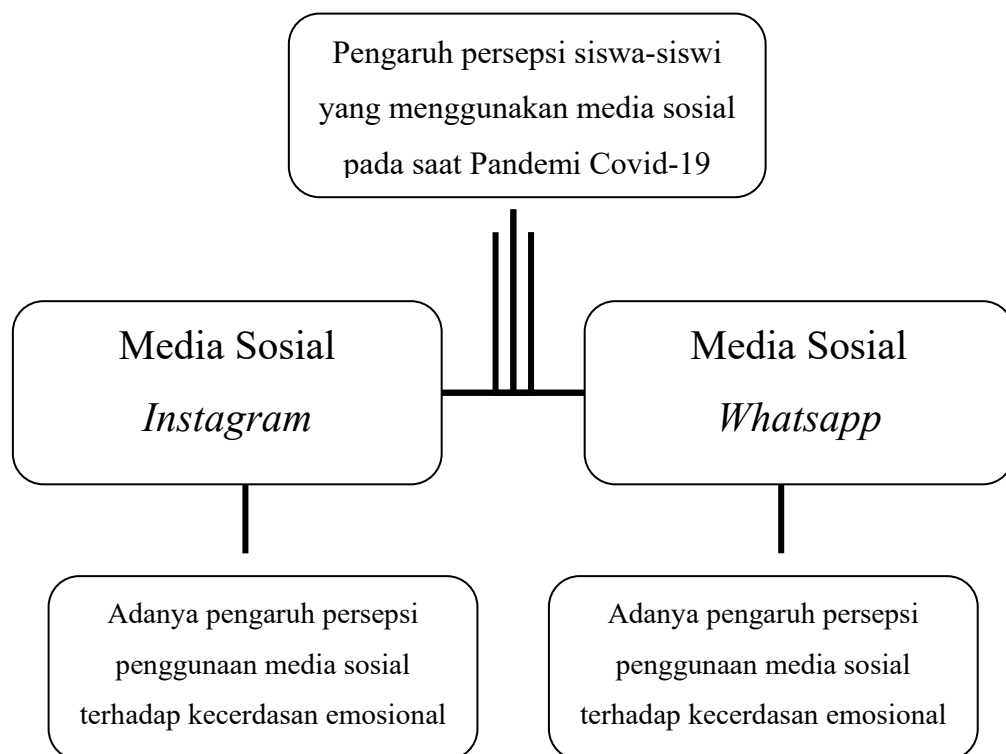 Pengaruh persepsi siswa-siswi
yang menggunakan media sosial
pada saat Pandemi Covid-19
Media Sosial
Instagram
Media Sosial
Whatsapp
Adanya pengaruh persepsi
penggunaan media sosial
terhadap kecerdasan emosional
Adanya pengaruh persepsi
penggunaan media sosial
terhadap kecerdasan emosional